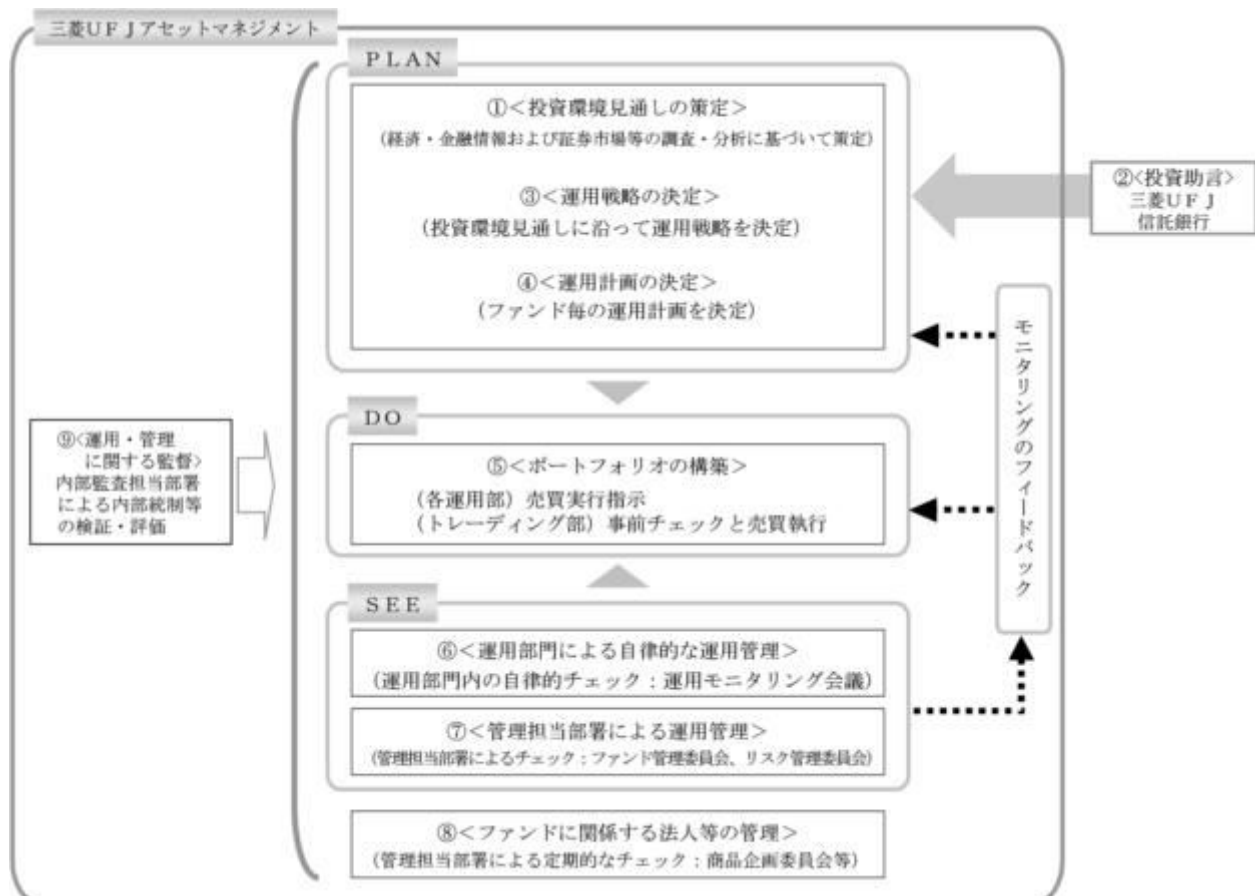 三菱ＵＦＪアセットマネジメント
ＰＬＡＮ
①＜投資環境見通しの策定＞
(経済・金融情報および証券市場等の調査・分析に基づいて策定)
③＜運用戦略の決定＞
(投資環境見通しに沿って運用戦略を決定)
④＜運用計画の決定＞
(ファンド毎の運用計画を決定)
②<投資助言>
三菱ＵＦＪ
信託銀行
モニタリングのフィードバック
ＤＯ
⑤＜ポートフォリオの構築＞
(各運用部）売買実行指示
(トレーディング部）事前チェックと売買執行
⑨<運用・管理
に関する監督>
内部監査担当部署
による内部統制等
の検証・評価
ＳＥＥ
⑥＜運用部門による自律的な運用管理＞
(運用部門内の自律的チェック：運用モニタリング会議)
⑦＜管理担当部署による運用管理＞
(管理担当部署によるチェック：ファンド管理委員会、リスク管理委員会)
⑧＜ファンドに関係する法人等の管理＞
(管理担当部署による定期的なチェック：商品企画委員会等)